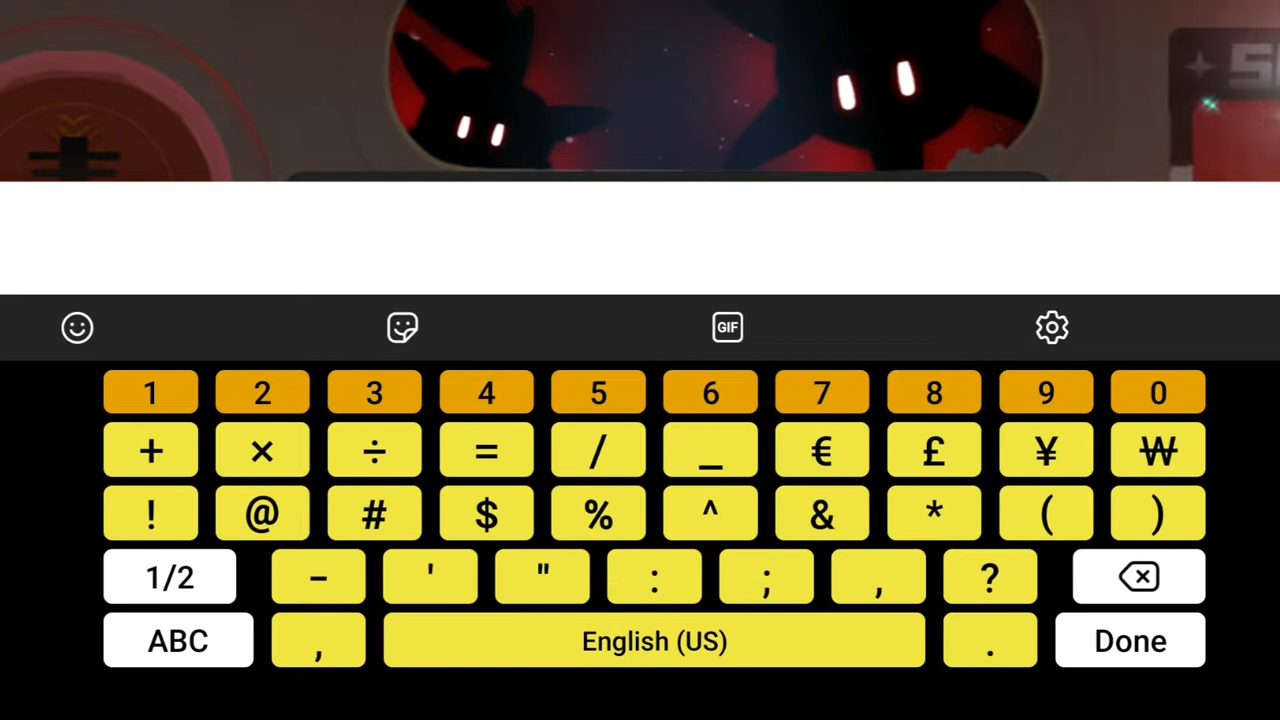 GIF
1 2 3 4 5 6 7 8 9 0
+ × ÷ = / _ € £ ¥ ₩
! @ # $ % ^ & * ( )
1/2 - ' " : ; , ?
ABC , English (US) . Done